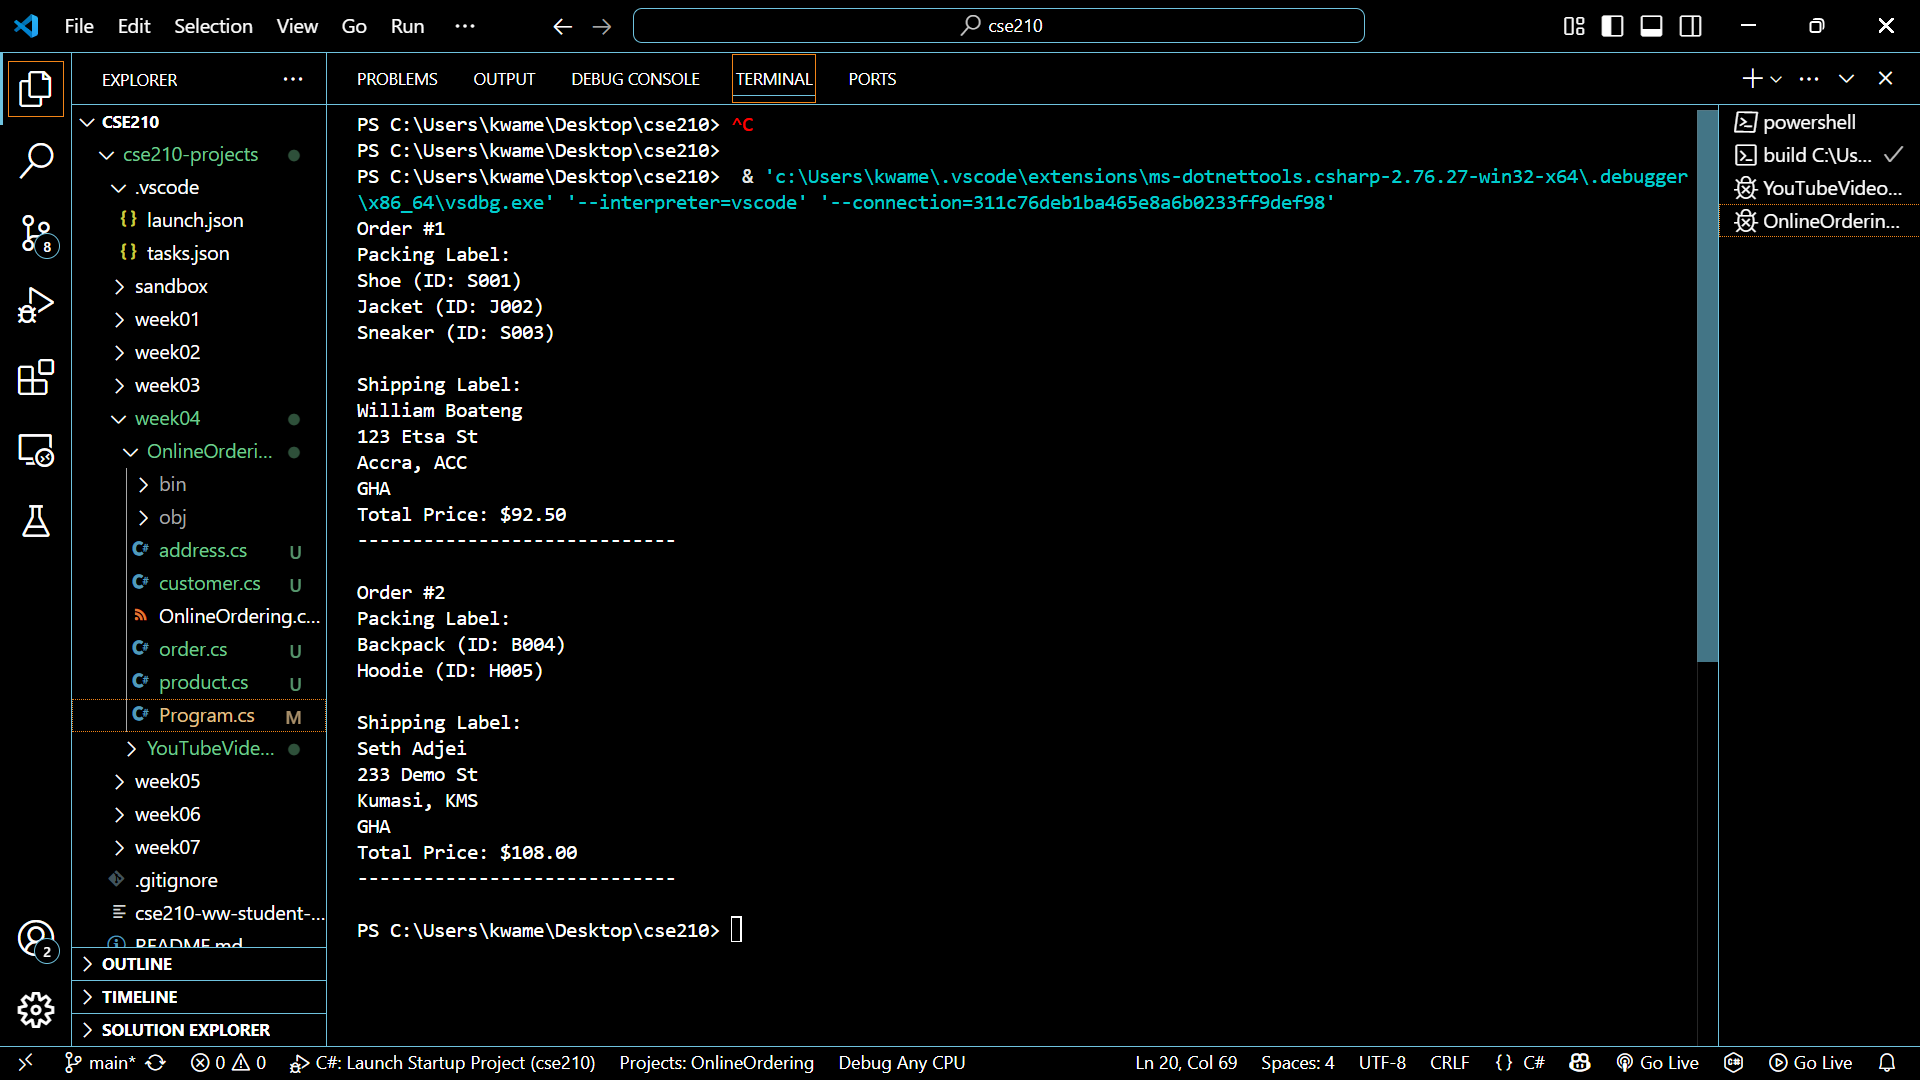 File Edit Selection View Go Run ··· cse210
EXPLORER ···
CSE210
cse210-projects
.vscode
{} launch.json
{} tasks.json
sandbox
week01
week02
week03
week04
OnlineOrderi...
bin
obj
C# address.cs U
C# customer.cs U
OnlineOrdering.c...
C# order.cs U
C# product.cs U
C# Program.cs M
YouTubeVide...
week05
week06
week07
.gitignore
cse210-ww-student-...
README.md
OUTLINE
TIMELINE
SOLUTION EXPLORER
8
2
PROBLEMS OUTPUT DEBUG CONSOLE TERMINAL PORTS
PS C:\Users\kwame\Desktop\cse210> ^C
PS C:\Users\kwame\Desktop\cse210>
PS C:\Users\kwame\Desktop\cse210>  & 'c:\Users\kwame\.vscode\extensions\ms-dotnettools.csharp-2.76.27-win32-x64\.debugger
\x86_64\vsdbg.exe' '--interpreter=vscode' '--connection=311c76deb1ba465e8a6b0233ff9def98'
Order #1
Packing Label:
Shoe (ID: S001)
Jacket (ID: J002)
Sneaker (ID: S003)
Shipping Label:
William Boateng
123 Etsa St
Accra, ACC
GHA
Total Price: $92.50
-----------------------------
Order #2
Packing Label:
Backpack (ID: B004)
Hoodie (ID: H005)
Shipping Label:
Seth Adjei
233 Demo St
Kumasi, KMS
GHA
Total Price: $108.00
-----------------------------
PS C:\Users\kwame\Desktop\cse210>
powershell
build C:\Us...
YouTubeVideo...
OnlineOrderin...
main* 0 0 C#: Launch Startup Project (cse210) Projects: OnlineOrdering Debug Any CPU Ln 20, Col 69 Spaces: 4 UTF-8 CRLF {} C# Go Live Go Live